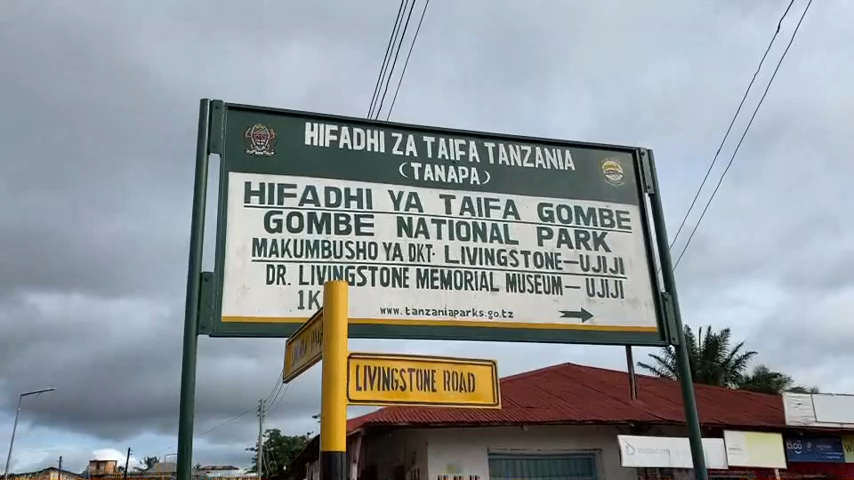 HIFADHI ZA TAIFA TANZANIA
(TANAPA)
HIFADHI YA TAIFA GOMBE
GOMBE NATIONAL PARK
MAKUMBUSHO YA DKT. LIVINGSTONE-UJIJI
DR. LIVINGSTONE MEMORIAL MUSEUM-UJIJI
1K
www.tanzaniaparks.go.tz
LIVINGSTONE ROAD